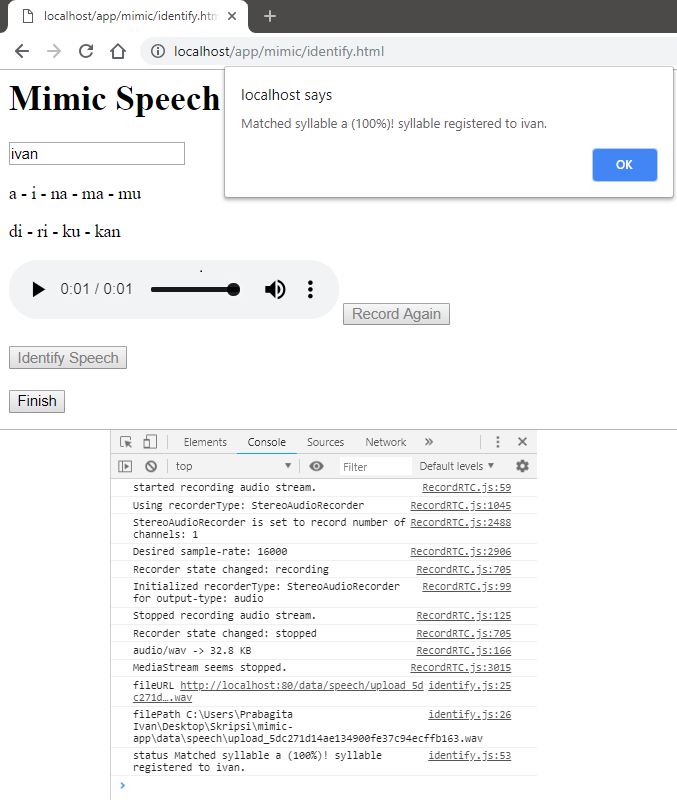 localhost/app/mimic/identify.htm
localhost/app/mimic/identify.html
localhost says
Matched syllable a (100%)! syllable registered to ivan.
OK
Mimic Speech
ivan
a - i - na - ma - mu
di - ri - ku - kan
0:01 / 0:01
Record Again
Identify Speech
Finish
Elements Console Sources Network »
top Filter Default levels
started recording audio stream. RecordRTC.js:59
Using recorderType: StereoAudioRecorder RecordRTC.js:1045
StereoAudioRecorder is set to record number of RecordRTC.js:2488
channels: 1
Desired sample-rate: 16000 RecordRTC.js:2906
Recorder state changed: recording RecordRTC.js:705
Initialized recorderType: StereoAudioRecorder RecordRTC.js:99
for output-type: audio
Stopped recording audio stream. RecordRTC.js:125
Recorder state changed: stopped RecordRTC.js:705
audio/wav -> 32.8 KB RecordRTC.js:166
MediaStream seems stopped. RecordRTC.js:3015
fileURL http://localhost:80/data/speech/upload_5d identify.js:25
c271d….wav
filePath C:\Users\Prabagita identify.js:26
Ivan\Desktop\Skripsi\mimic-
app\data\speech\upload_5dc271d14ae134900fe37c94ecffb163.wav
status Matched syllable a (100%)! syllable identify.js:53
registered to ivan.